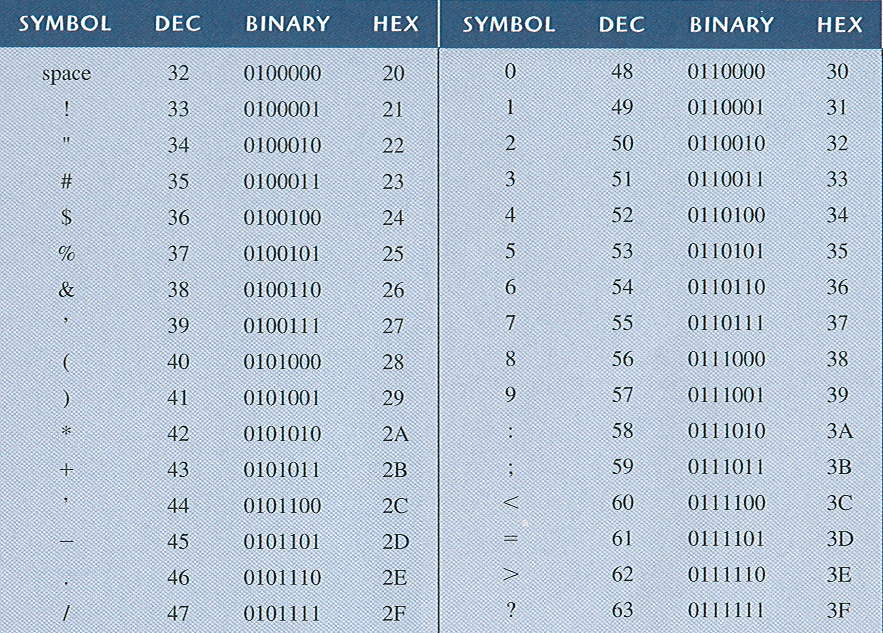 SYMBOL DEC BINARY HEX SYMBOL DEC BINARY HEX
space 32 0100000 20 0 48 0110000 30
! 33 0100001 21 1 49 0110001 31
" 34 0100010 22 2 50 0110010 32
# 35 0100011 23 3 51 0110011 33
$ 36 0100100 24 4 52 0110100 34
% 37 0100101 25 5 53 0110101 35
& 38 0100110 26 6 54 0110110 36
’ 39 0100111 27 7 55 0110111 37
( 40 0101000 28 8 56 0111000 38
) 41 0101001 29 9 57 0111001 39
* 42 0101010 2A : 58 0111010 3A
+ 43 0101011 2B ; 59 0111011 3B
’ 44 0101100 2C < 60 0111100 3C
– 45 0101101 2D = 61 0111101 3D
. 46 0101110 2E > 62 0111110 3E
/ 47 0101111 2F ? 63 0111111 3F